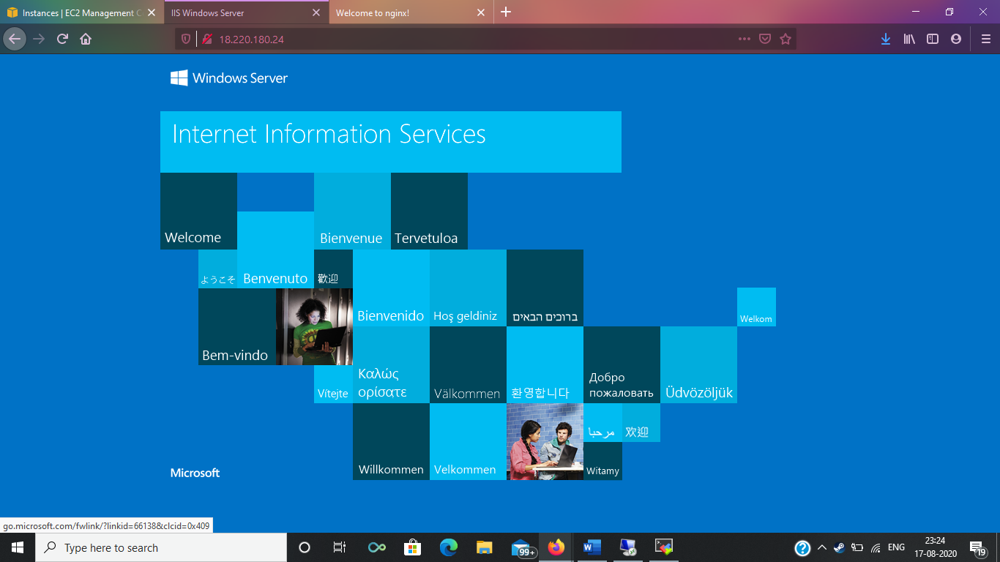 Instances | EC2 Management C
IIS Windows Server
Welcome to nginx!
18.220.180.24
Windows Server
Internet Information Services
Welcome
Bienvenue
Tervetuloa
ようこそ
Benvenuto
歡迎
Bienvenido
Hoş geldiniz
ברוכים הבאים
Welkom
Bem-vindo
Vítejte
Καλώς
ορίσατε
Välkommen
환영합니다
Добро
пожаловать
Üdvözöljük
Willkommen
Velkommen
مرحبا
欢迎
Witamy
Microsoft
go.microsoft.com/fwlink/?linkid=66138&clcid=0x409
Type here to search
99+
ENG
23:24
17-08-2020
19